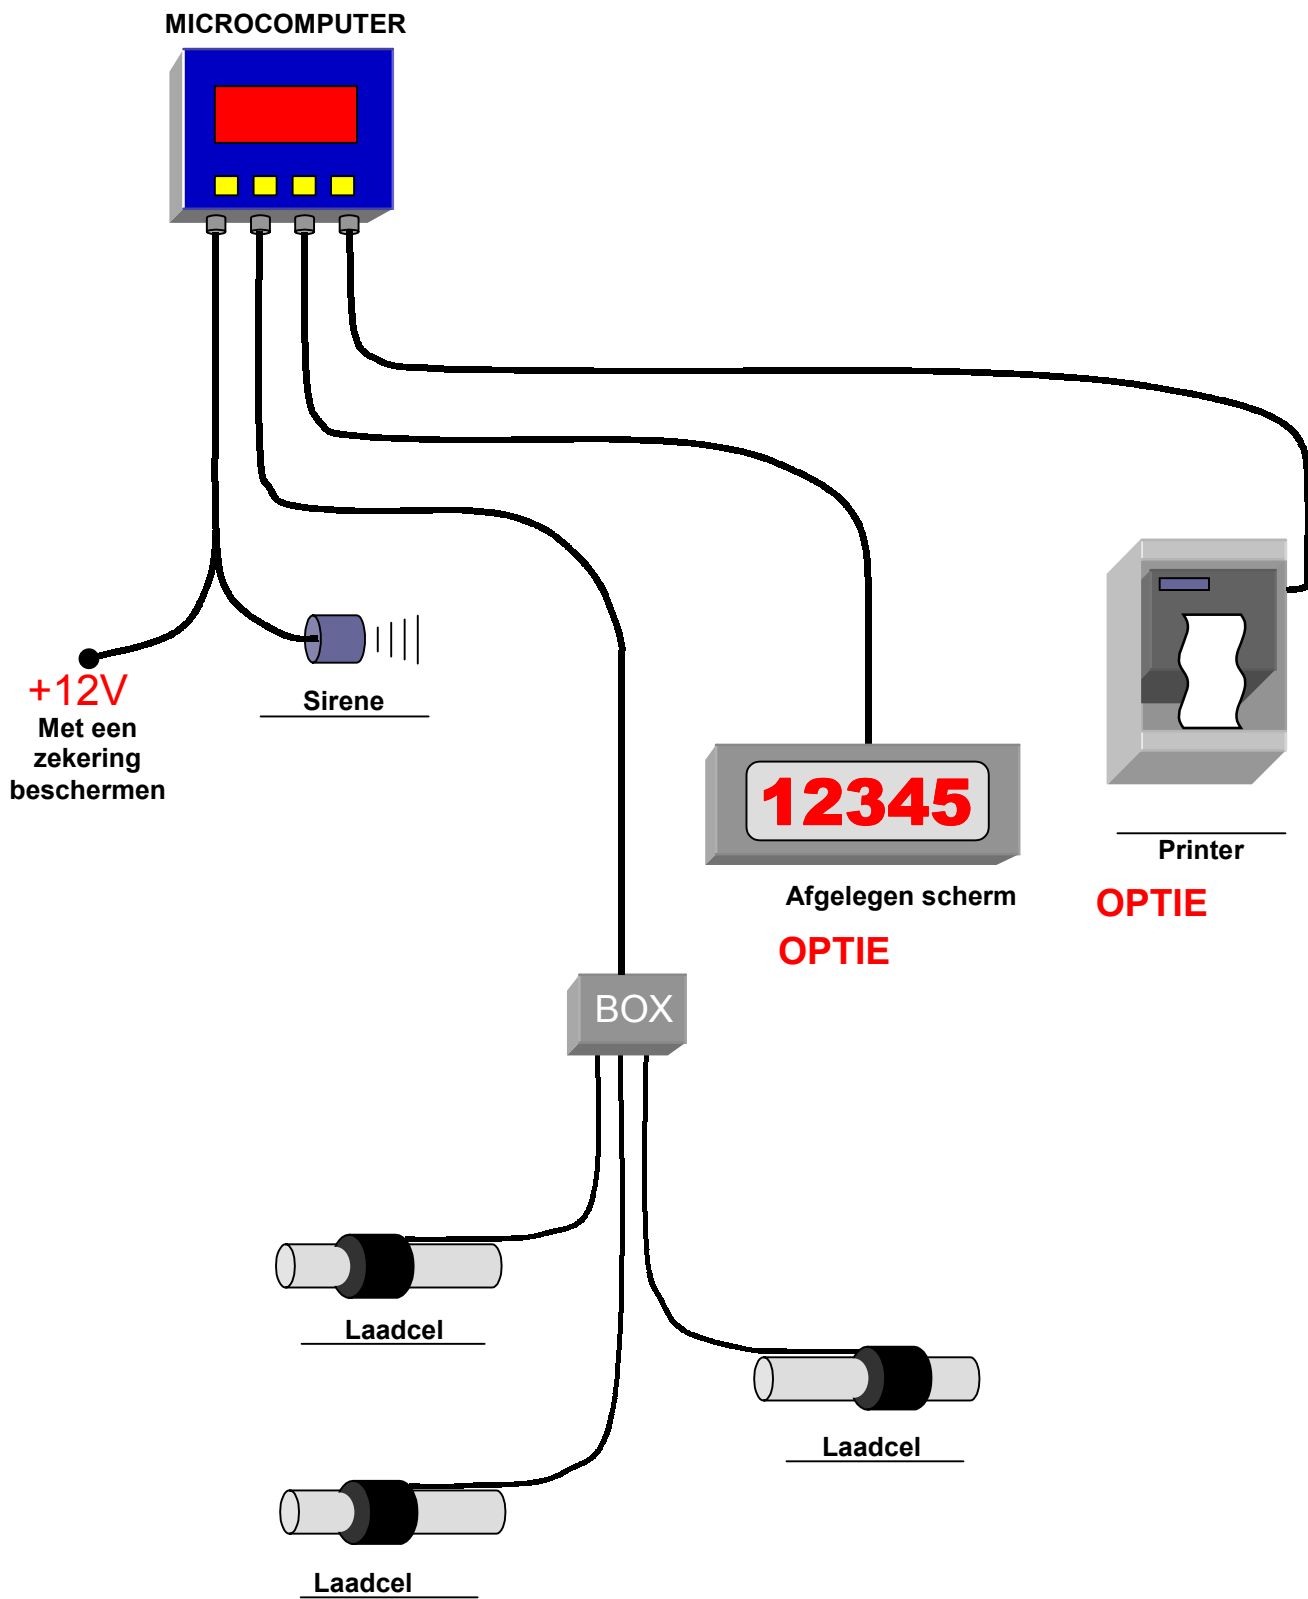 MICROCOMPUTER
+12V
Met een
zekering
beschermen
Sirene
12345
Afgelegen scherm
OPTIE
Printer
OPTIE
BOX
Laadcel
Laadcel
Laadcel